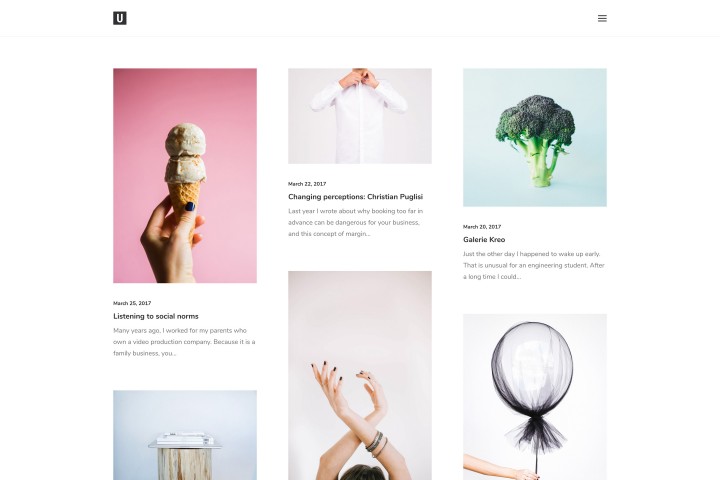 U
March 25, 2017
Listening to social norms
Many years ago, I worked for my parents who
own a video production company. Because it is a
family business, you...
March 22, 2017
Changing perceptions: Christian Puglisi
Last year I wrote about why booking too far in
advance can be dangerous for your business,
and this concept of margin...
March 20, 2017
Galerie Kreo
Just the other day I happened to wake up early.
That is unusual for an engineering student. After
a long time I could...